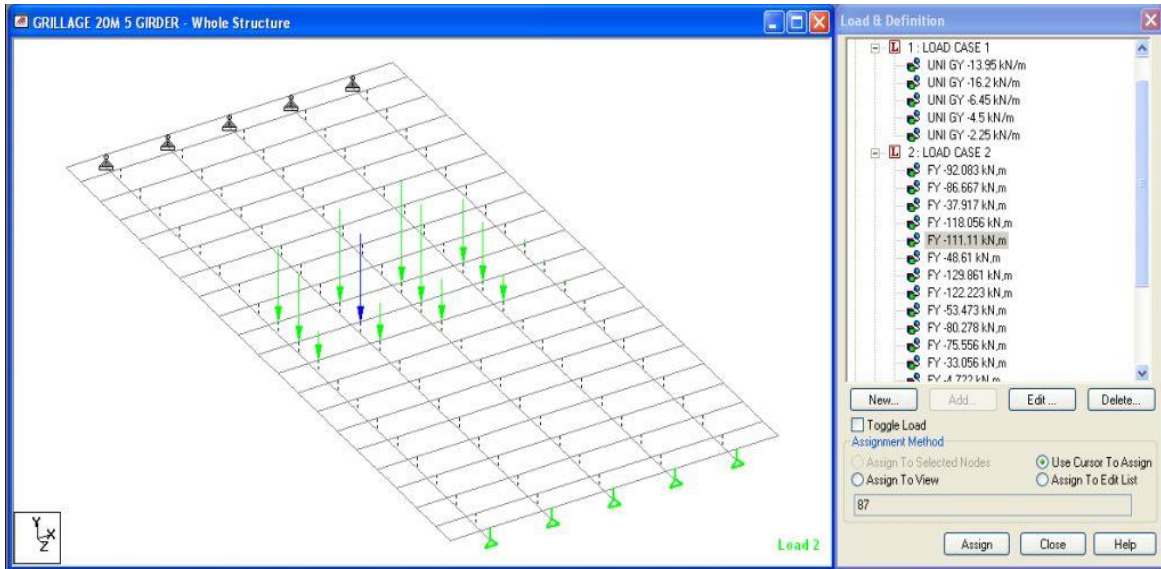 GRILLAGE 20M 5 GIRDER - Whole Structure
Load 2
Y
X
Z
Load & Definition
1 : LOAD CASE 1
UNI GY -13.95 kN/m
UNI GY -16.2 kN/m
UNI GY -6.45 kN/m
UNI GY -4.5 kN/m
UNI GY -2.25 kN/m
2 : LOAD CASE 2
FY -92.083 kN,m
FY -86.667 kN,m
FY -37.917 kN,m
FY -118.056 kN,m
FY -111.11 kN,m
FY -48.61 kN,m
FY -129.861 kN,m
FY -122.223 kN,m
FY -53.473 kN,m
FY -80.278 kN,m
FY -75.556 kN,m
FY -33.056 kN,m
FY -4.722 kN,m
New... Add... Edit ... Delete...
Toggle Load
Assignment Method
Assign To Selected Nodes Use Cursor To Assign
Assign To View Assign To Edit List
87
Assign Close Help